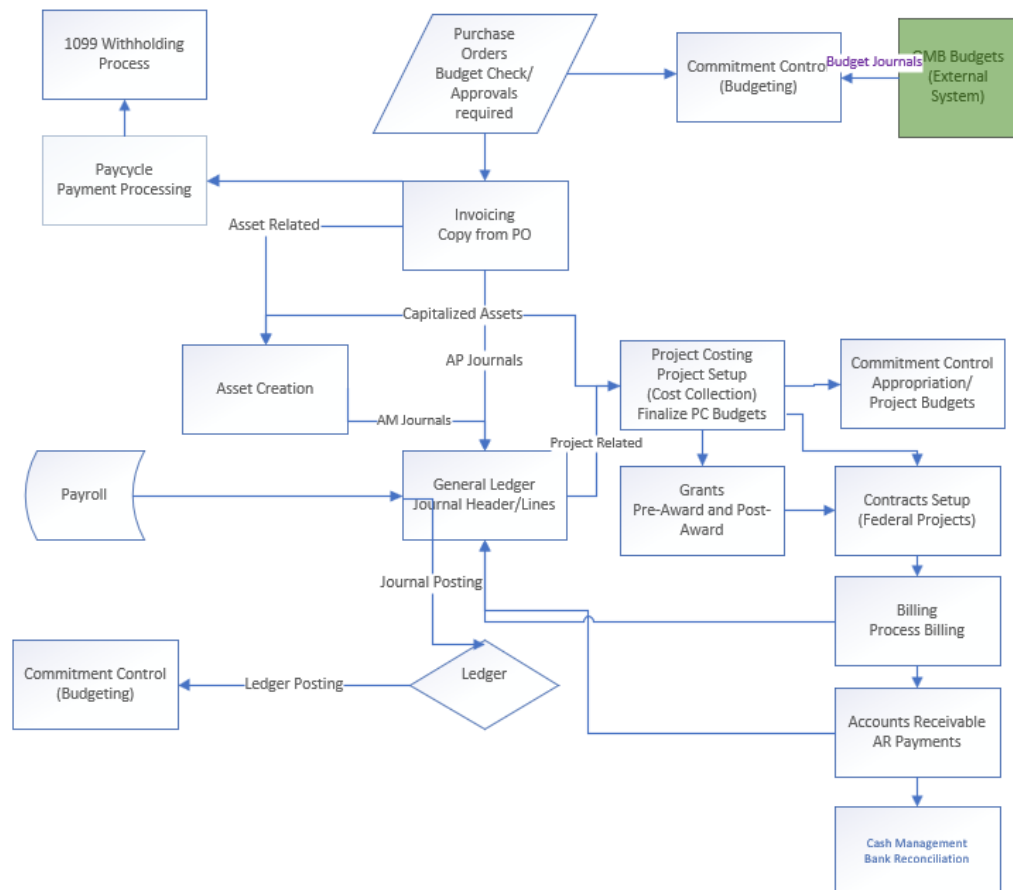 1099 Withholding
Process
Purchase
Orders
Budget Check/
Approvals
required
Commitment Control
(Budgeting)
Budget Journals
OMB Budgets
(External
System)
Paycycle
Payment Processing
Invoicing
Copy from PO
Asset Related
Capitalized Assets
AP Journals
Asset Creation
AM Journals
Project Costing
Project Setup
(Cost Collection)
Finalize PC Budgets
Commitment Control
Appropriation/
Project Budgets
Project Related
Payroll
General Ledger
Journal Header/Lines
Grants
Pre-Award and Post-
Award
Contracts Setup
(Federal Projects)
Journal Posting
Billing
Process Billing
Commitment Control
(Budgeting)
Ledger Posting
Ledger
Accounts Receivable
AR Payments
Cash Management
Bank Reconciliation